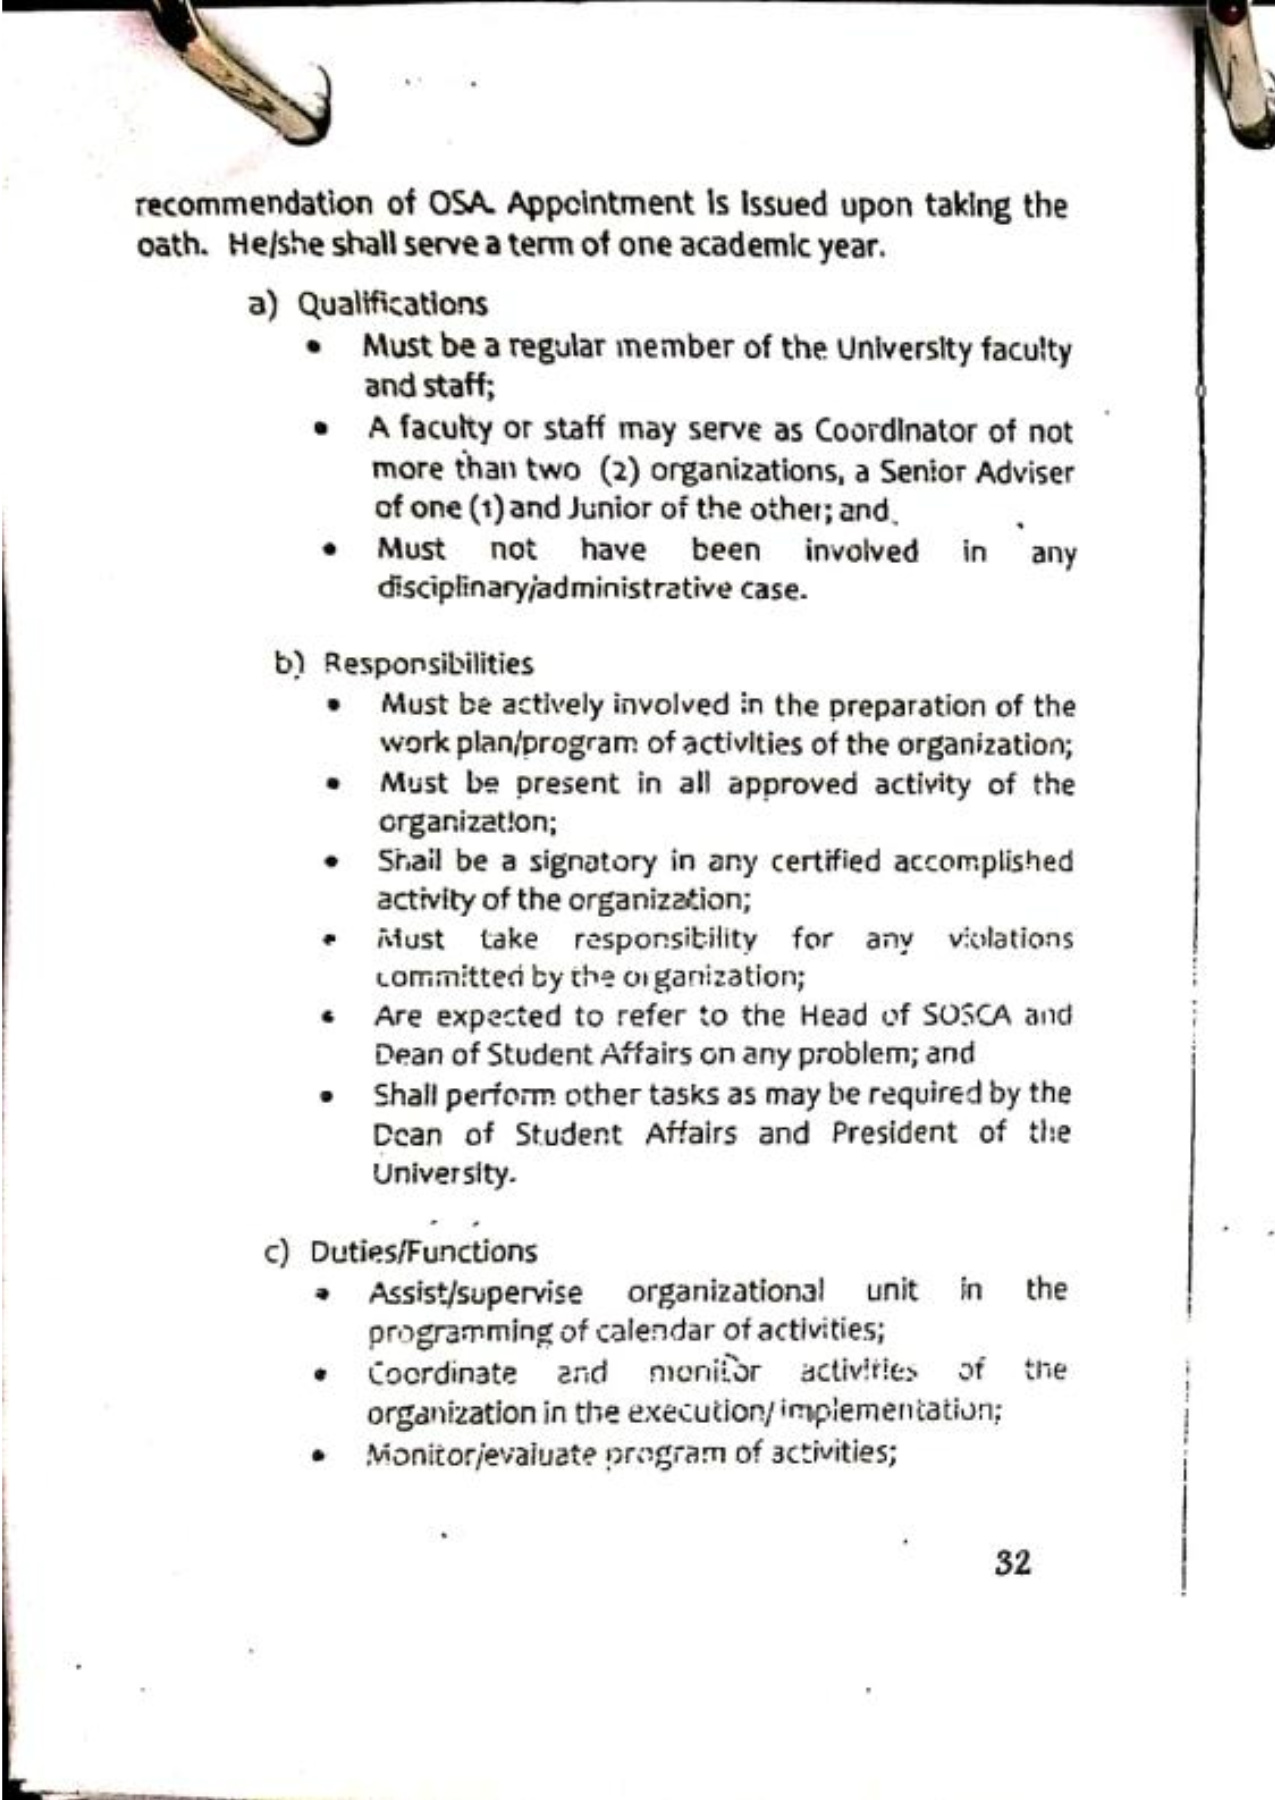 recommendation of OSA. Appointment is issued upon taking the
oath. He/she shall serve a term of one academic year.
a) Qualifications
• Must be a regular member of the University faculty
and staff;
• A faculty or staff may serve as Coordinator of not
more than two (2) organizations, a Senior Adviser
of one (1) and Junior of the other; and
• Must not have been involved in any
disciplinary/administrative case.
b) Responsibilities
• Must be actively involved in the preparation of the
work plan/program of activities of the organization;
• Must be present in all approved activity of the
organization;
• Shall be a signatory in any certified accomplished
activity of the organization;
• Must take responsibility for any violations
committed by the organization;
• Are expected to refer to the Head of SOSCA and
Dean of Student Affairs on any problem; and
• Shall perform other tasks as may be required by the
Dean of Student Affairs and President of the
University.
c) Duties/Functions
• Assist/supervise organizational unit in the
programming of calendar of activities;
• Coordinate and monitor activities of the
organization in the execution/implementation;
• Monitor/evaluate program of activities;
32